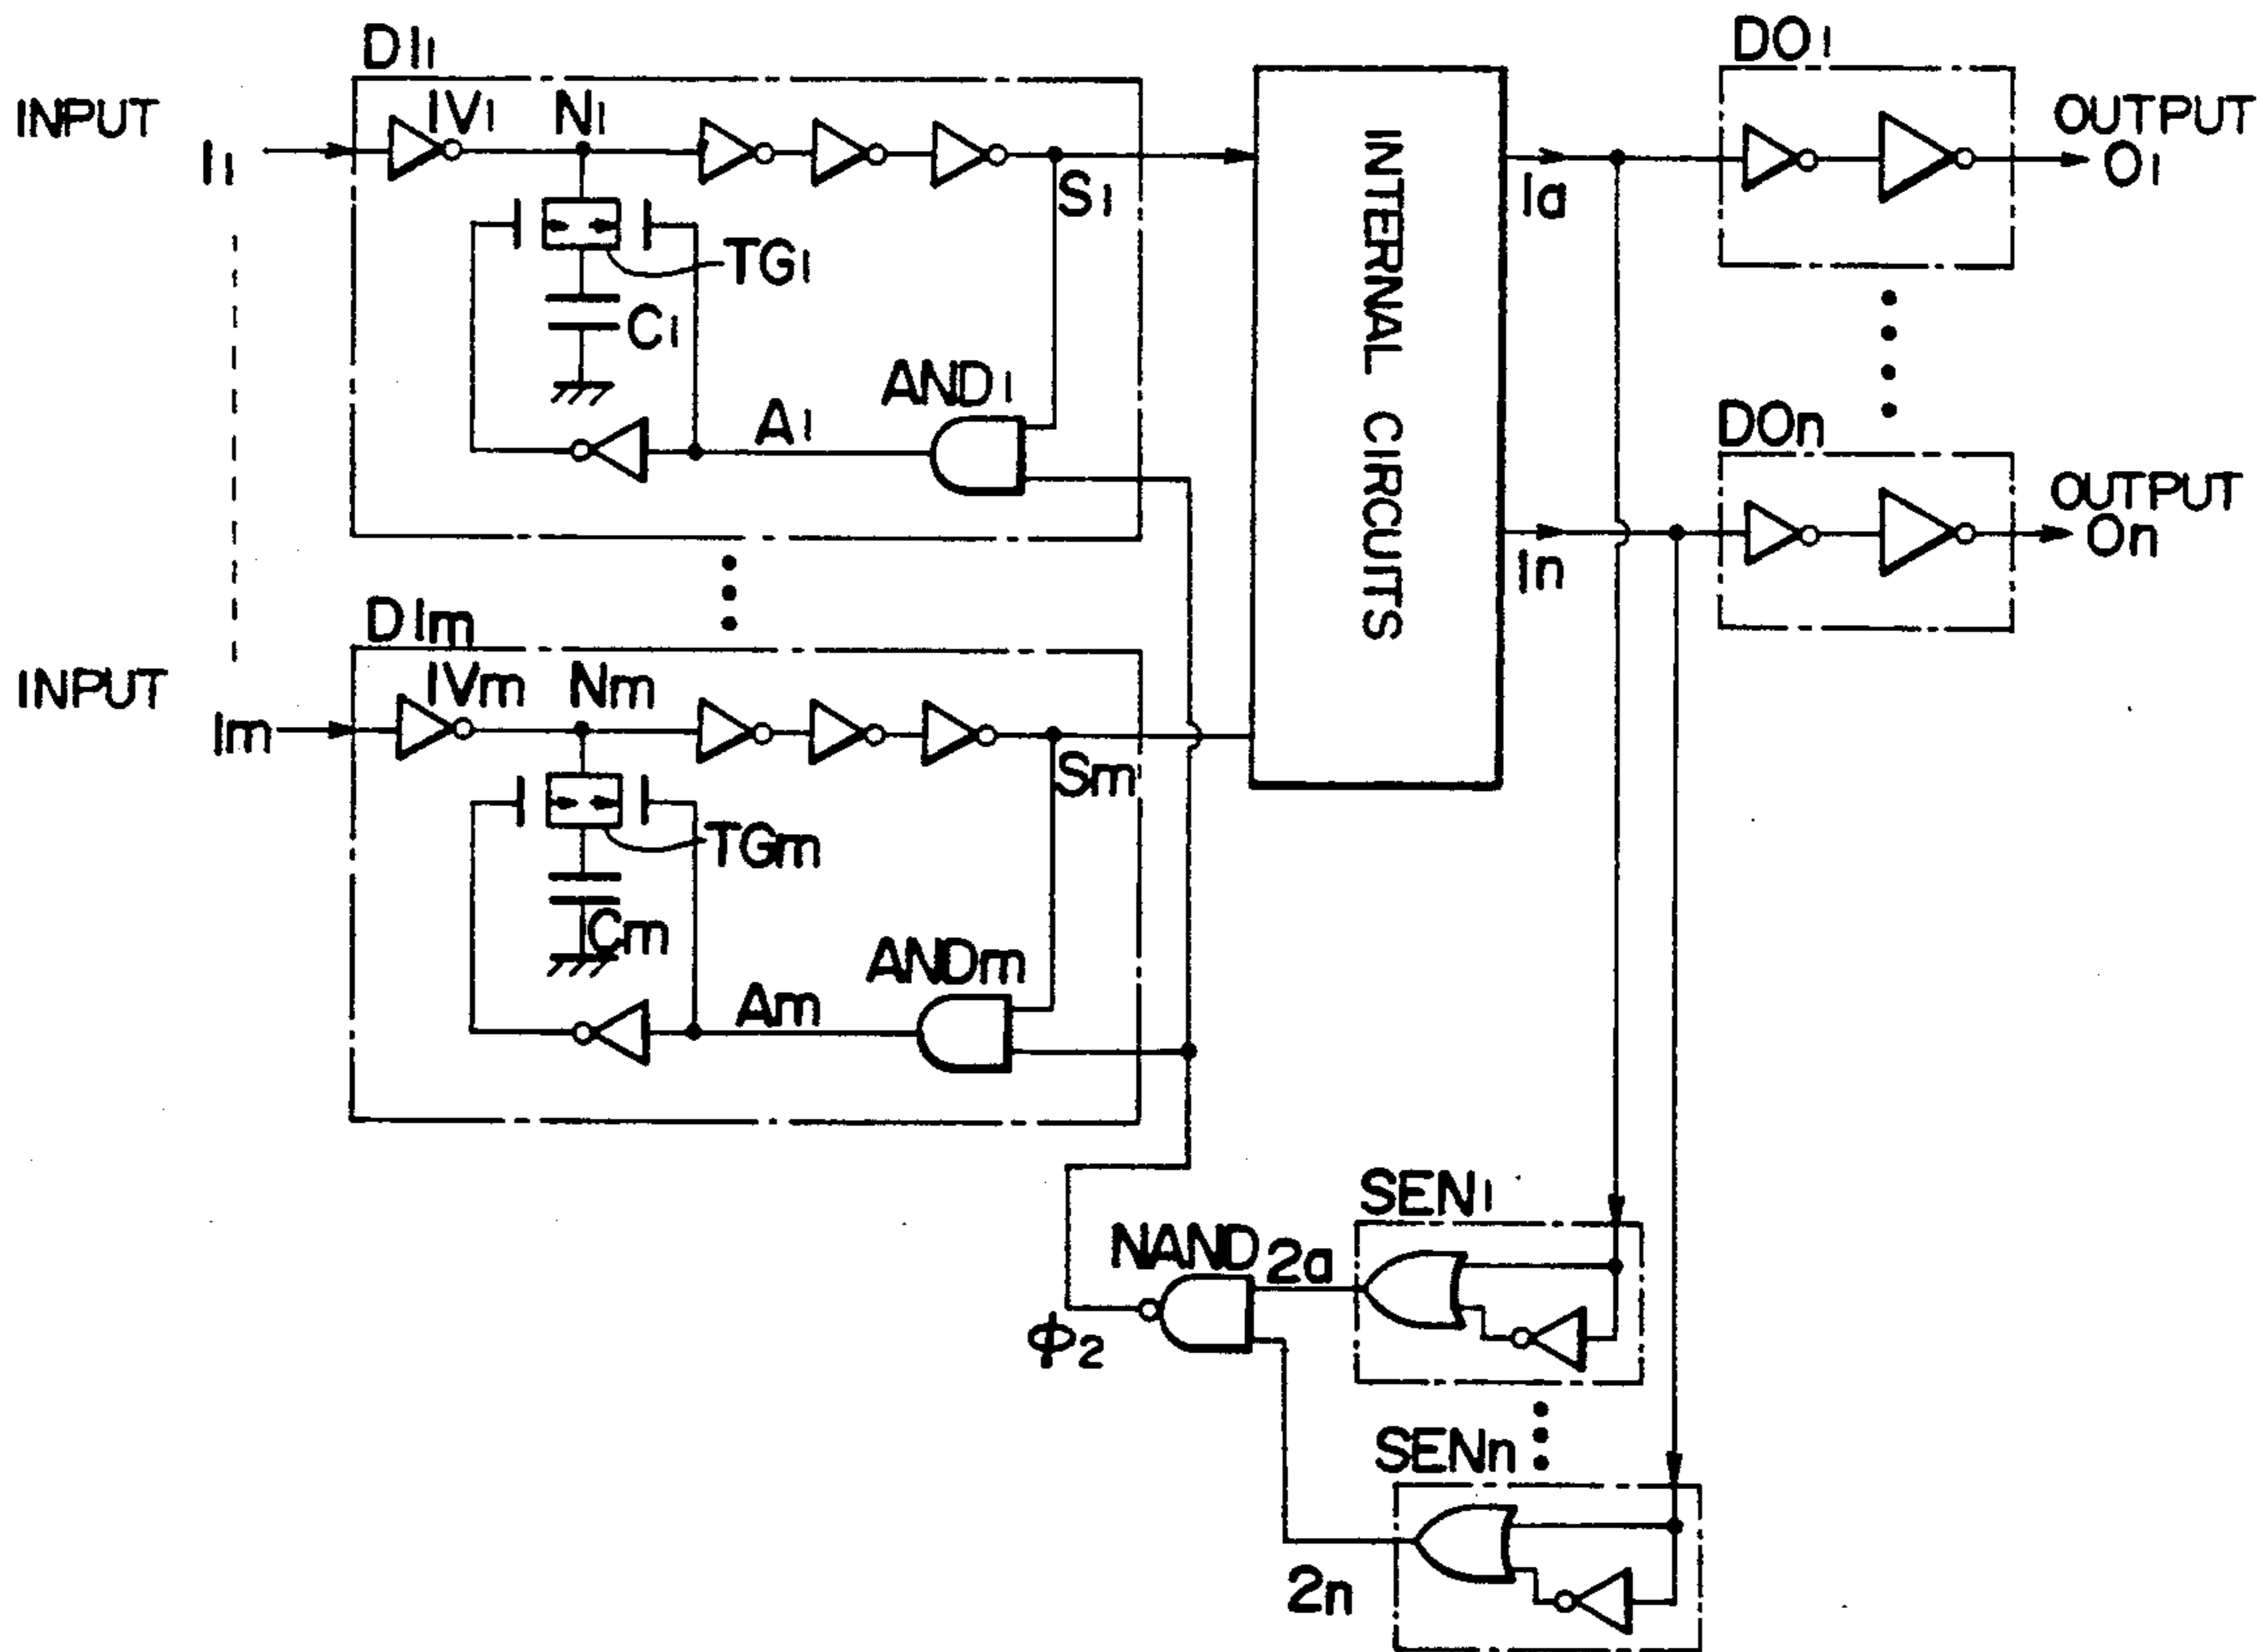 DI1
DO1
INPUT
I1
IV1
N1
S1
TG1
C1
AND1
A1
INTERNAL CIRCUITS
Ia
OUTPUT
O1
DOn
OUTPUT
On
In
DIm
INPUT
Im
IVm
Nm
Sm
TGm
Cm
ANDm
Am
SEN1
NAND
2a
Φ2
SENn
2n